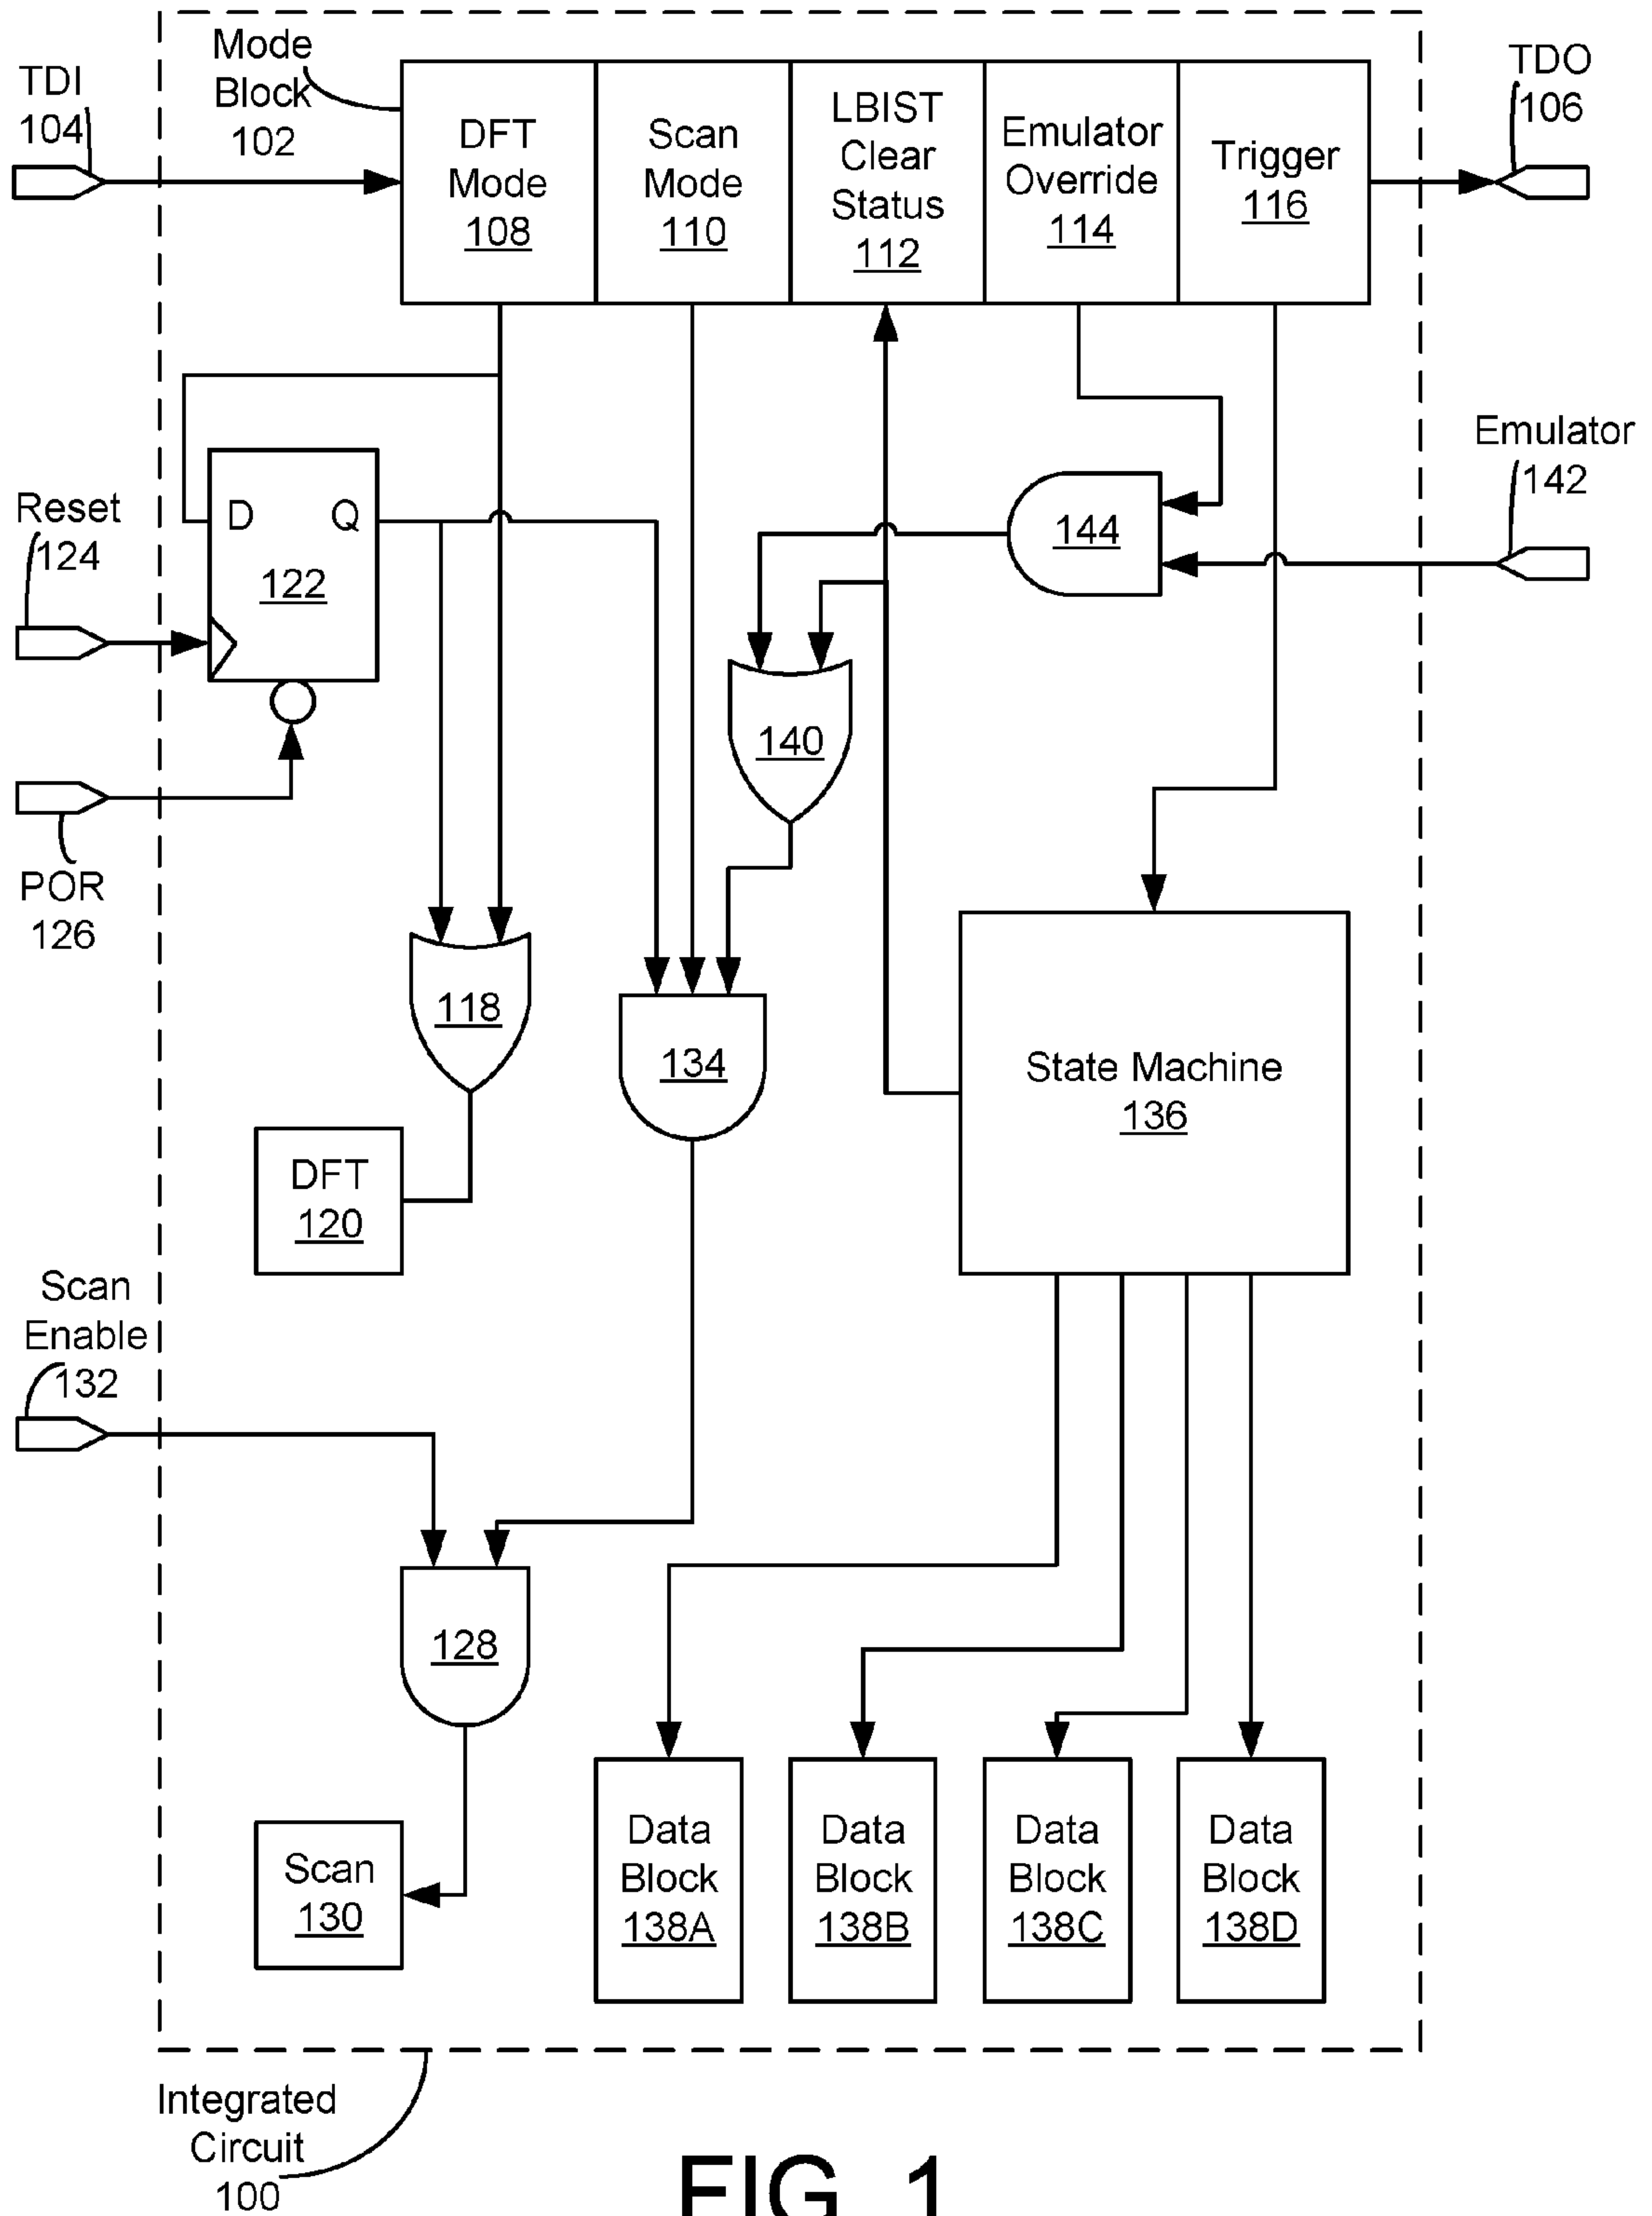 Mode
Block
102
TDI
104
DFT
Mode
108
Scan
Mode
110
LBIST
Clear
Status
112
Emulator
Override
114
Trigger
116
TDO
106
Emulator
142
Reset
124
D
Q
122
144
140
POR
126
118
134
State Machine
136
DFT
120
Scan
Enable
132
128
Scan
130
Data
Block
138A
Data
Block
138B
Data
Block
138C
Data
Block
138D
Integrated
Circuit
100
FIG. 1